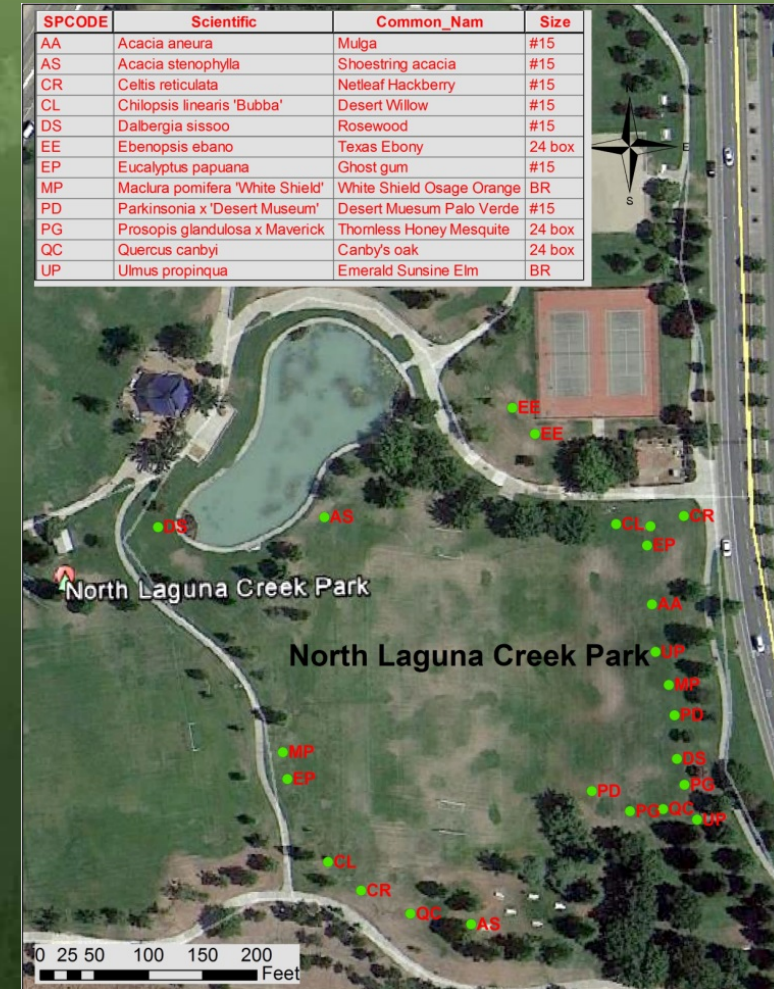 SPCODE Scientific Common_Nam Size
AA Acacia aneura Mulga #15
AS Acacia stenophylla Shoestring acacia #15
CR Celtis reticulata Netleaf Hackberry #15
CL Chilopsis linearis 'Bubba' Desert Willow #15
DS Dalbergia sissoo Rosewood #15
EE Ebenopsis ebano Texas Ebony 24 box
EP Eucalyptus papuana Ghost gum #15
MP Maclura pomifera 'White Shield' White Shield Osage Orange BR
PD Parkinsonia x 'Desert Museum' Desert Muesum Palo Verde #15
PG Prosopis glandulosa x Maverick Thornless Honey Mesquite 24 box
QC Quercus canbyi Canby's oak 24 box
UP Ulmus propinqua Emerald Sunsine Elm BR
N
E
S
EE
EE
AS
CL
CR
DS
EP
North Laguna Creek Park
AA
North Laguna Creek Park
UP
MP
PD
MP
DS
EP
PG
PD
PG
QC
UP
CL
CR
QC
AS
0 25 50 100 150 200
Feet